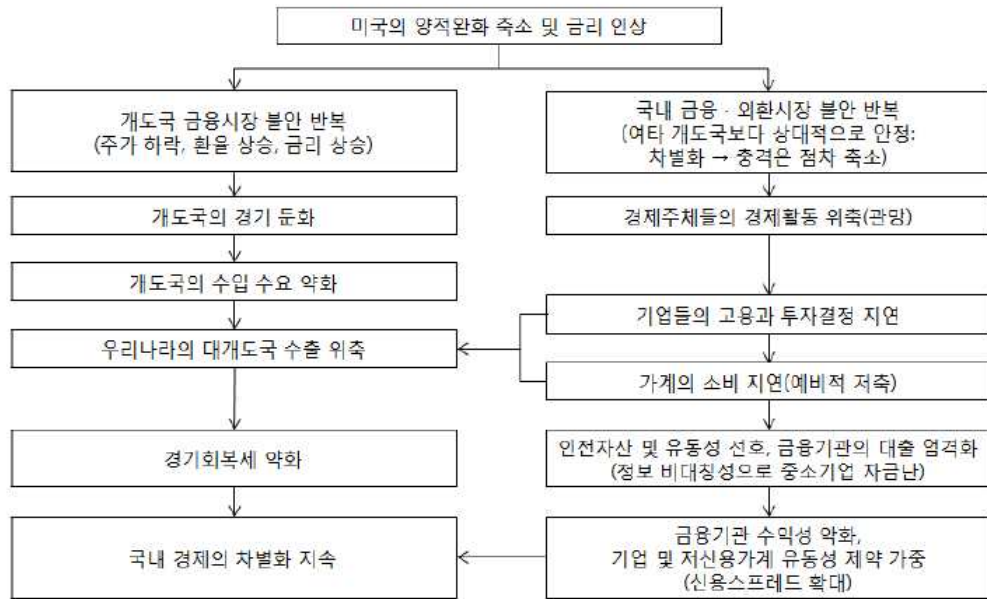 미국의 양적완화 축소 및 금리 인상
개도국 금융시장 불안 반복
(주가 하락, 환율 상승, 금리 상승)
개도국의 경기 둔화
개도국의 수입 수요 약화
우리나라의 대개도국 수출 위축
경기회복세 약화
국내 경제의 차별화 지속
국내 금융 · 외환시장 불안 반복
(여타 개도국보다 상대적으로 안정:
차별화 → 충격은 점차 축소)
경제주체들의 경제활동 위축(관망)
기업들의 고용과 투자결정 지연
가계의 소비 지연(예비적 저축)
인전자산 및 유동성 선호, 금융기관의 대출 엄격화
(정보 비대칭성으로 중소기업 자금난)
금융기관 수익성 악화,
기업 및 저신용가계 유동성 제약 가중
(신용스프레드 확대)